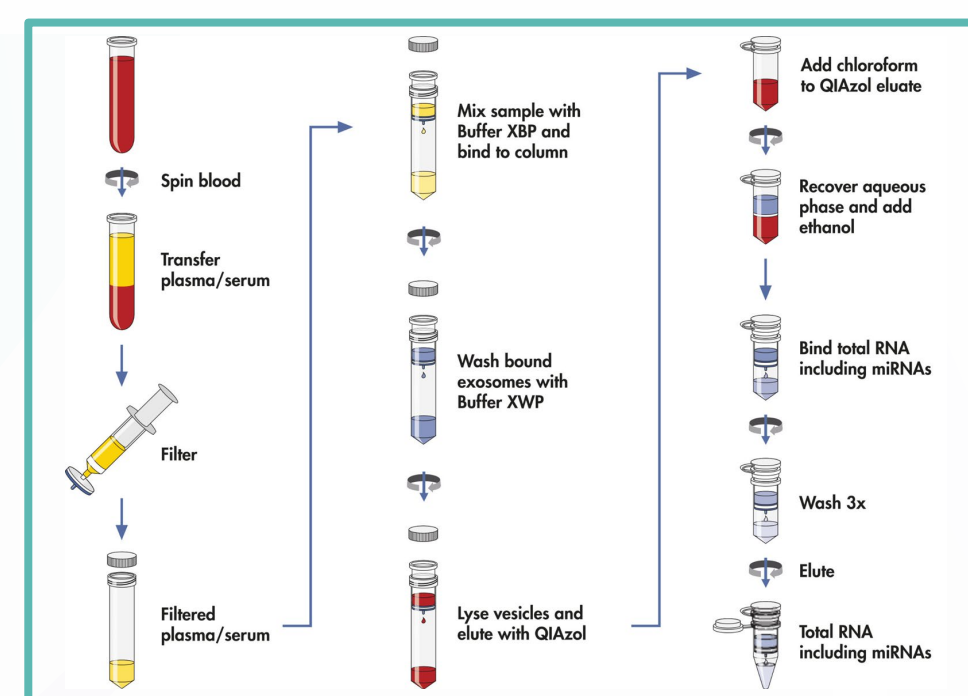 Spin blood
Transfer
plasma/serum
Filter
Filtered
plasma/serum
Mix sample with
Buffer XBP and
bind to column
Wash bound
exosomes with
Buffer XWP
Lyse vesicles and
elute with QIAzol
Add chloroform
to QIAzol eluate
Recover aqueous
phase and add
ethanol
Bind total RNA
including miRNAs
Wash 3x
Elute
Total RNA
including miRNAs